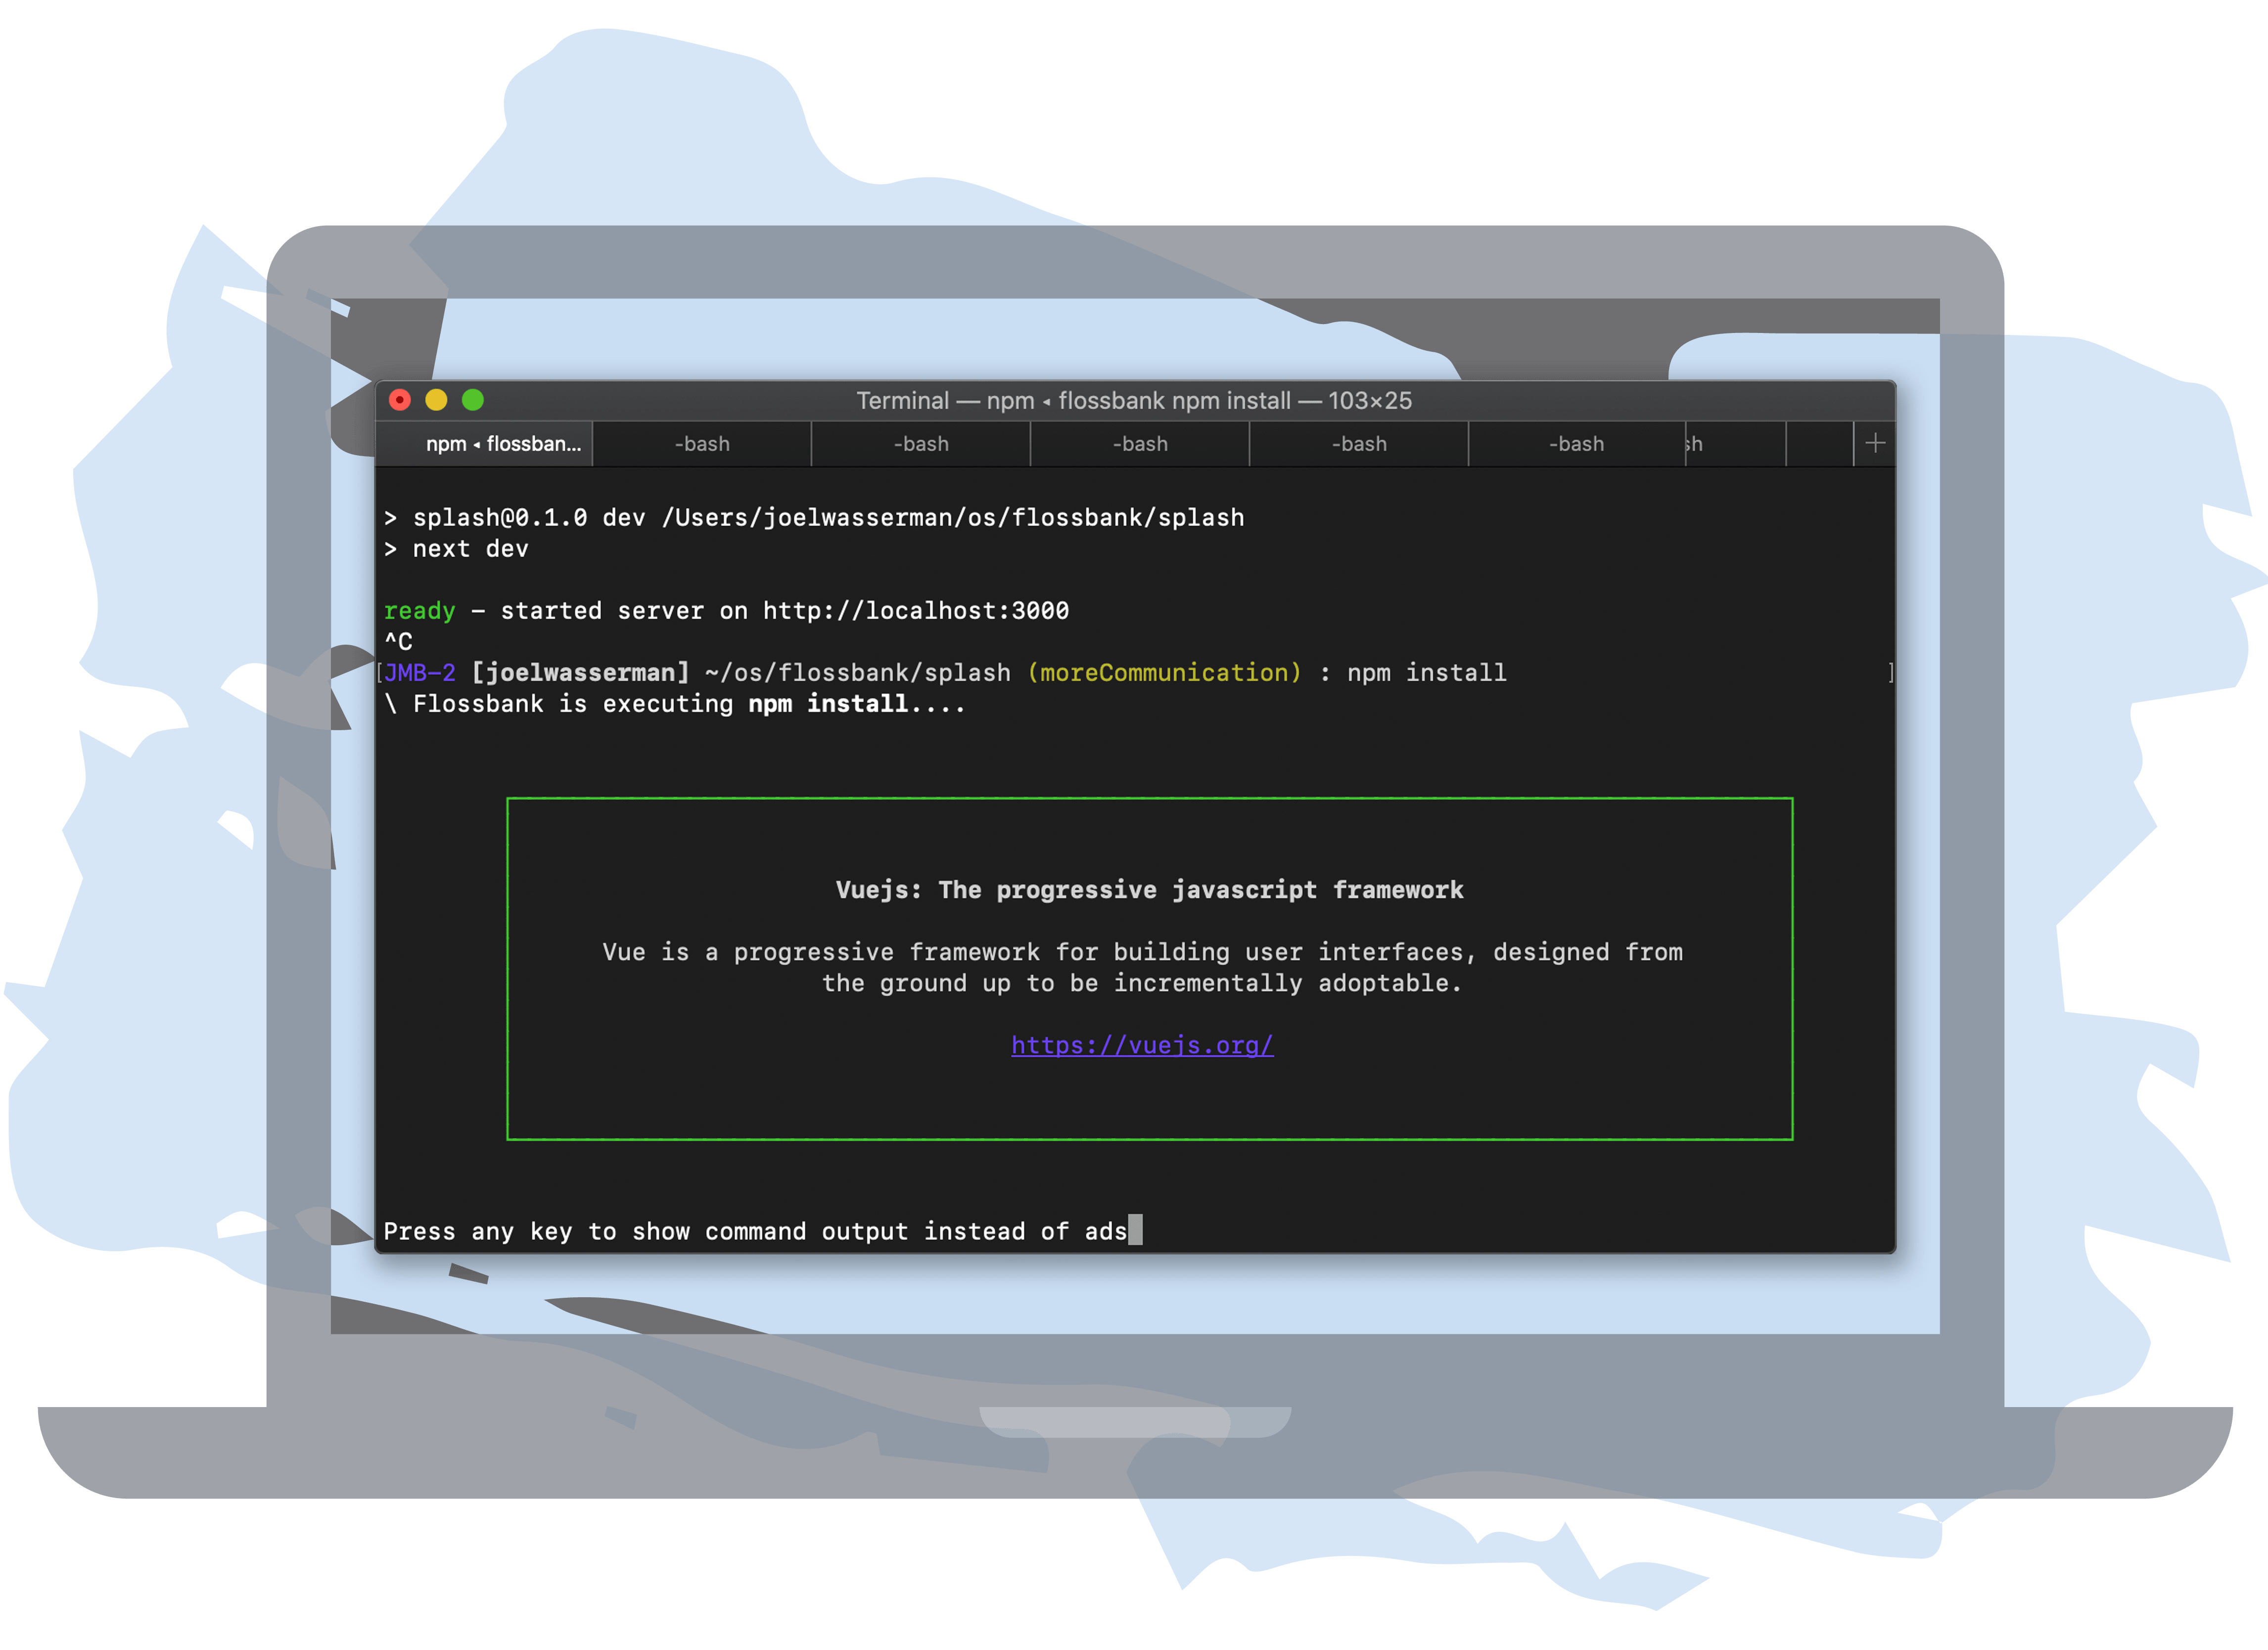 Terminal — npm ◂ flossbank npm install — 103×25
npm ◂ flossban... -bash -bash -bash -bash -bash sh +
> splash@0.1.0 dev /Users/joelwasserman/os/flossbank/splash
> next dev
ready - started server on http://localhost:3000
^C
[JMB-2 [joelwasserman] ~/os/flossbank/splash (moreCommunication) : npm install ]
\ Flossbank is executing npm install....
Vuejs: The progressive javascript framework
Vue is a progressive framework for building user interfaces, designed from
the ground up to be incrementally adoptable.
https://vuejs.org/
Press any key to show command output instead of ads